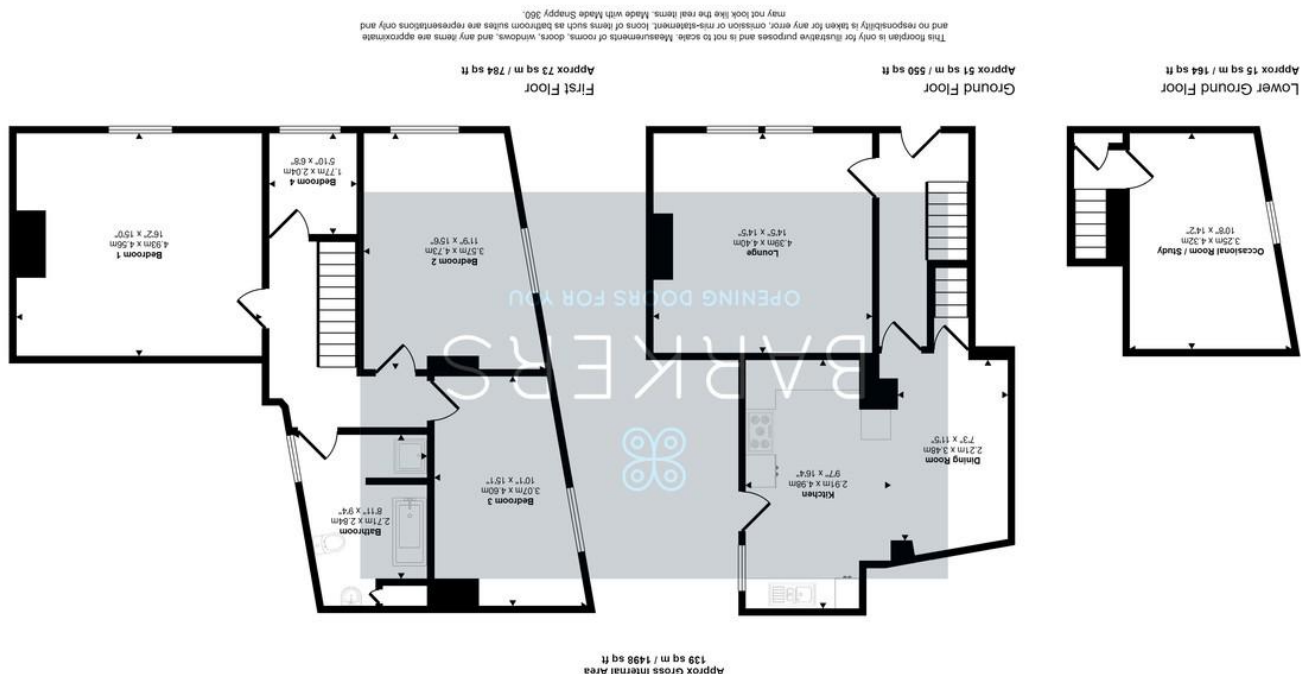 Approx Gross Internal Area
139 sq m / 1498 sq ft
Occasional Room / Study
3.25m x 4.32m
10'8" x 14'2"
Lower Ground Floor
Approx 15 sq m / 164 sq ft
Dining Room
2.21m x 3.48m
7'3" x 11'5"
Kitchen
2.91m x 4.98m
9'7" x 16'4"
Lounge
4.39m x 4.40m
14'5" x 14'5"
Ground Floor
Approx 51 sq m / 550 sq ft
Bedroom 3
3.07m x 4.60m
10'1" x 15'1"
Bathroom
2.71m x 2.84m
8'11" x 9'4"
Bedroom 2
3.57m x 4.73m
11'9" x 15'6"
Bedroom 1
4.93m x 4.56m
16'2" x 15'0"
Bedroom 4
1.77m x 2.04m
5'10" x 6'8"
First Floor
Approx 73 sq m / 784 sq ft
BARKERS
OPENING DOORS FOR YOU
This floorplan is only for illustrative purposes and is not to scale. Measurements of rooms, doors, windows, and any items are approximate
and no responsibility is taken for any error, omission or mis-statement. Icons of items such as bathroom suites are representations only and
may not look like the real items. Made with Made Snappy 360.